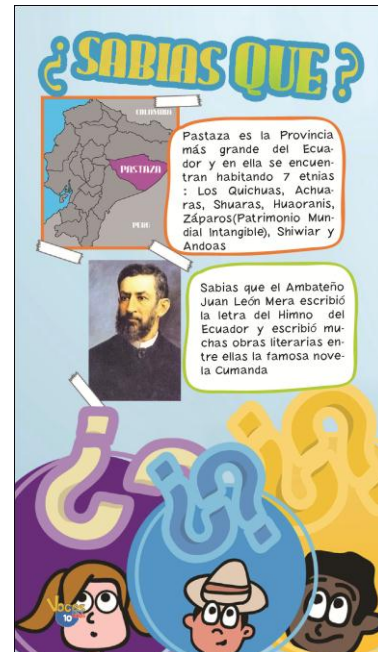 ¿SABIAS QUE?
COLOMBIA
PASTAZA
PERU
Pastaza es la Provincia
más grande del Ecua-
dor y en ella se encuen-
tran habitando 7 etnias
: Los Quichuas, Achua-
ras, Shuaras, Huaoranis,
Záparos(Patrimonio Mun-
dial Intangible), Shiwiar y
Andoas
Sabias que el Ambateño
Juan León Mera escribió
la letra del Himno del
Ecuador y escribió mu-
chas obras literarias en-
tre ellas la famosa nove-
la Cumanda
¿?
¿?
¿?
Voces
10